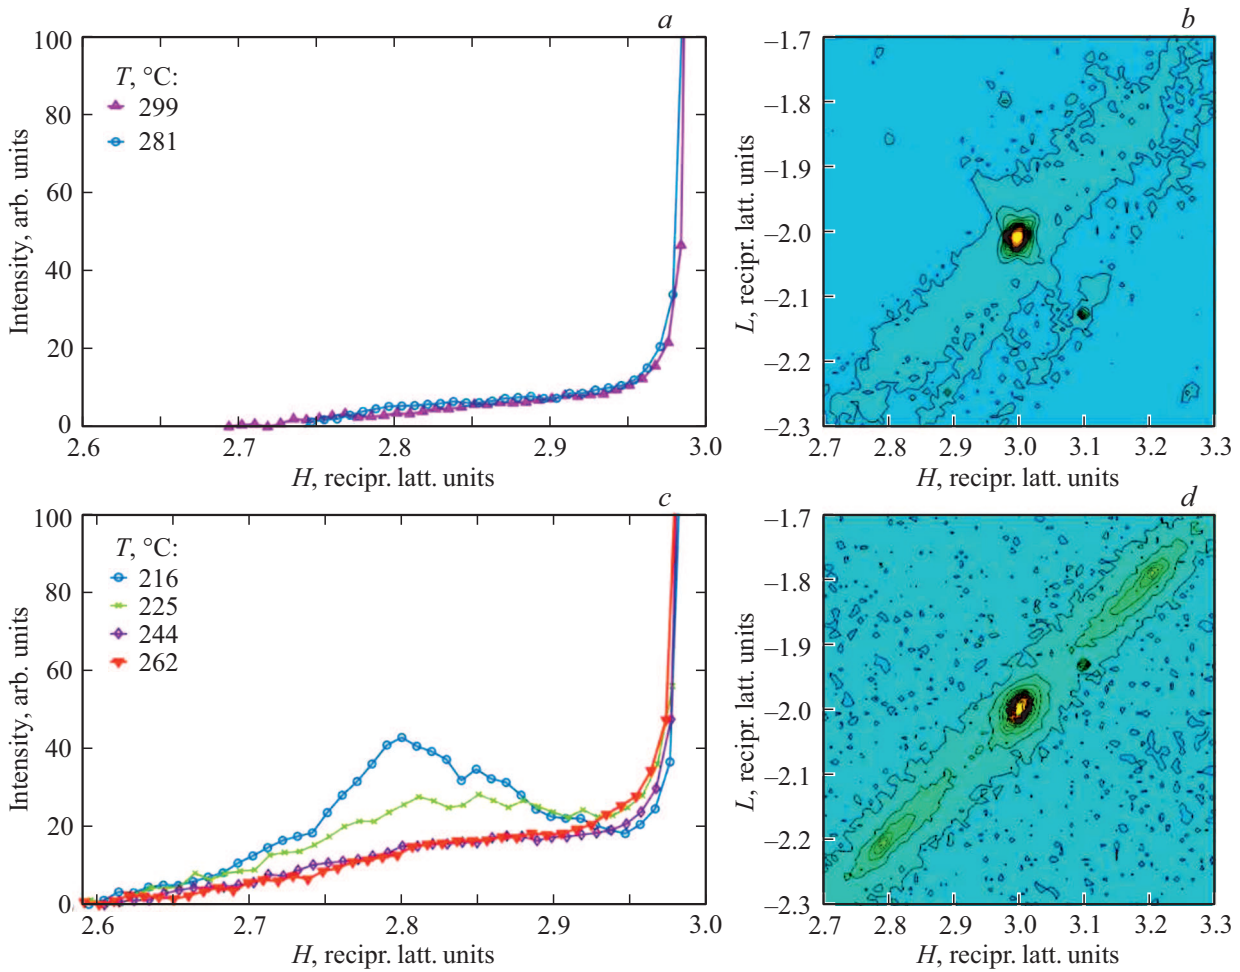 a
100
80
60
40
20
0
Intensity, arb. units
T, °C:
299
281
2.6 2.7 2.8 2.9 3.0
H, recipr. latt. units
b
–1.7
–1.8
–1.9
–2.0
–2.1
–2.2
–2.3
L, recipr. latt. units
2.7 2.8 2.9 3.0 3.1 3.2 3.3
H, recipr. latt. units
c
100
80
60
40
20
0
Intensity, arb. units
T, °C:
216
225
244
262
2.6 2.7 2.8 2.9 3.0
H, recipr. latt. units
d
–1.7
–1.8
–1.9
–2.0
–2.1
–2.2
–2.3
L, recipr. latt. units
2.7 2.8 2.9 3.0 3.1 3.2 3.3
H, recipr. latt. units